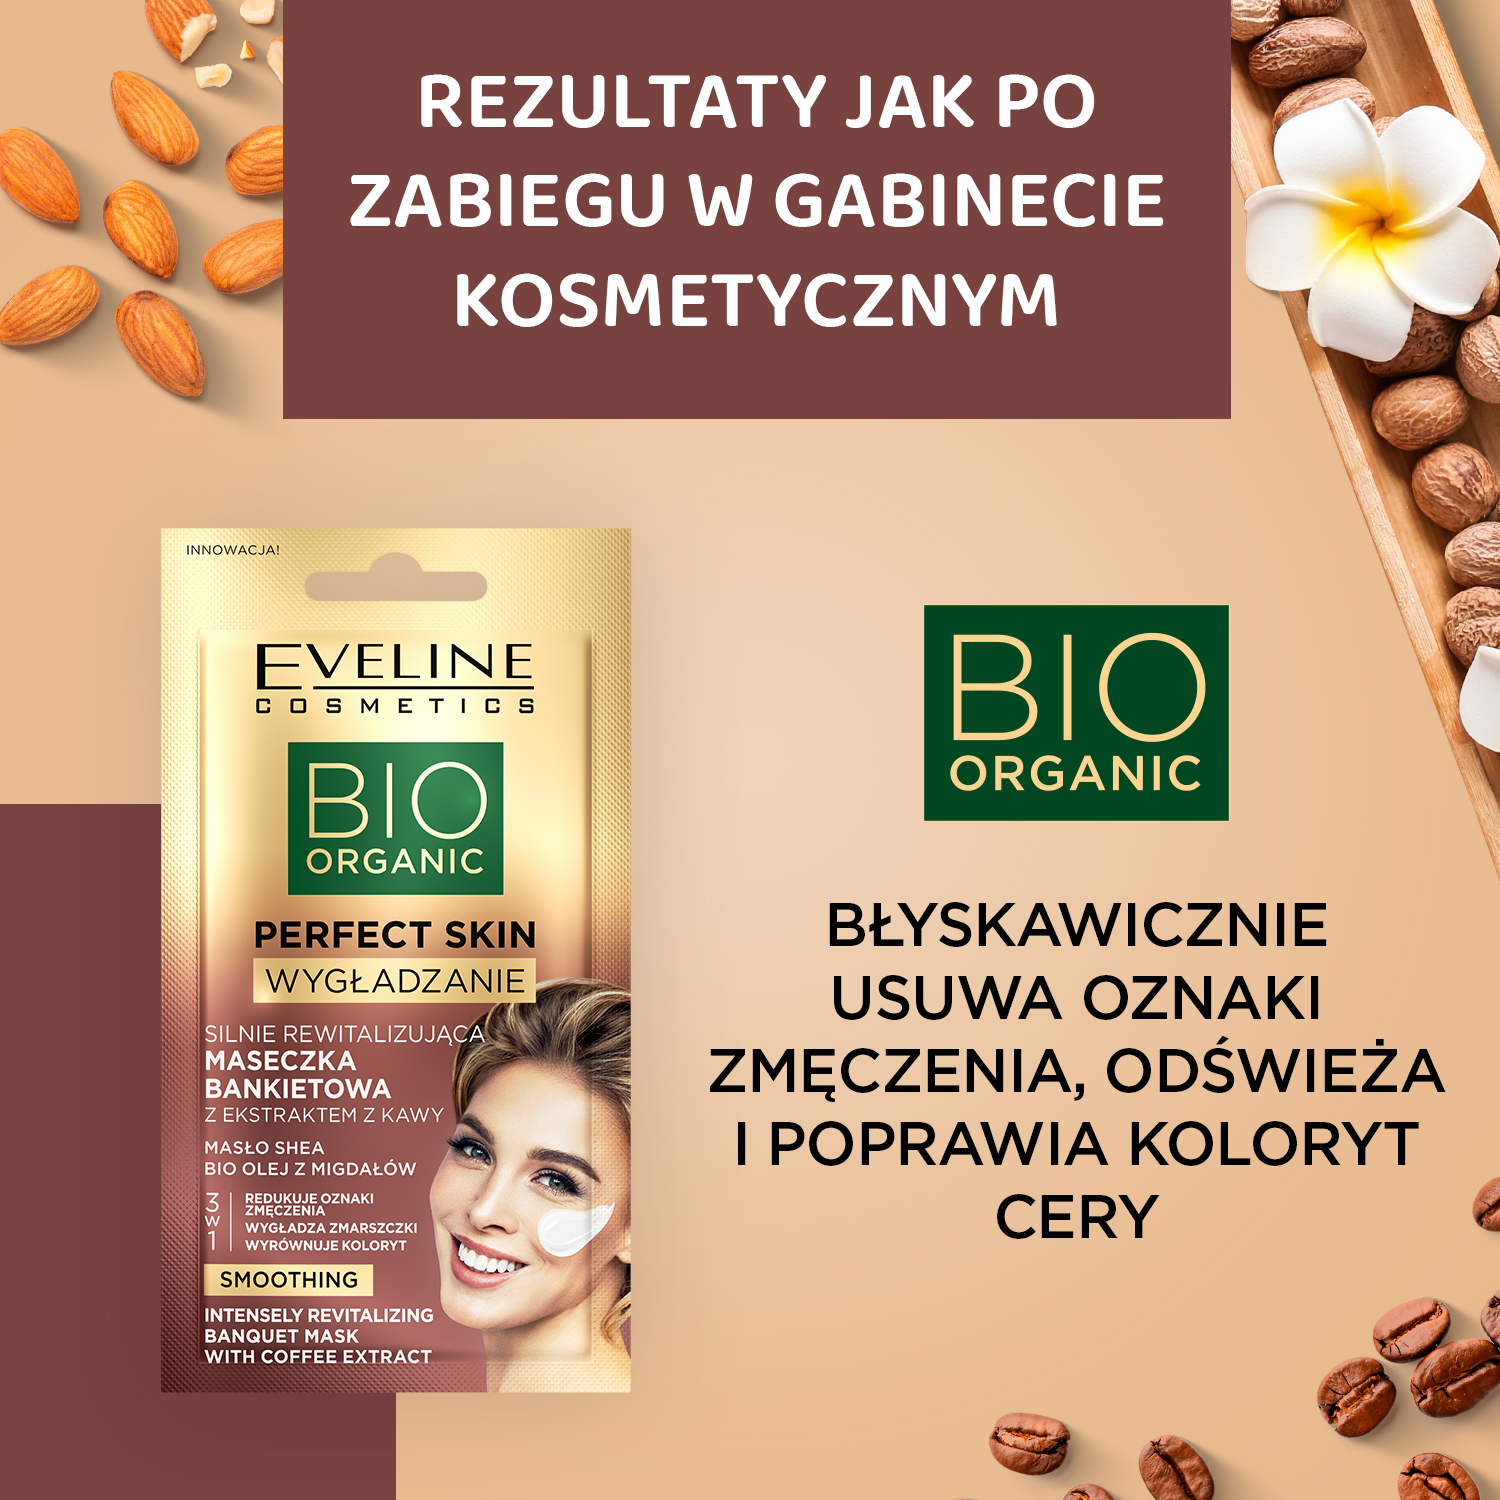 REZULTATY JAK PO
ZABIEGU W GABINECIE
KOSMETYCZNYM
INNOWACJA!
EVELINE
COSMETICS
BIO
ORGANIC
PERFECT SKIN
WYGŁADZANIE
SILNIE REWITALIZUJĄCA
MASECZKA
BANKIETOWA
Z EKSTRAKTEM Z KAWY
MASŁO SHEA
BIO OLEJ Z MIGDAŁÓW
3
W
1
REDUKUJE OZNAKI
ZMĘCZENIA
WYGŁADZA ZMARSZCZKI
WYRÓWNUJE KOLORYT
SMOOTHING
INTENSELY REVITALIZING
BANQUET MASK
WITH COFFEE EXTRACT
BIO
ORGANIC
BŁYSKAWICZNIE
USUWA OZNAKI
ZMĘCZENIA, ODŚWIEŻA
I POPRAWIA KOLORYT
CERY